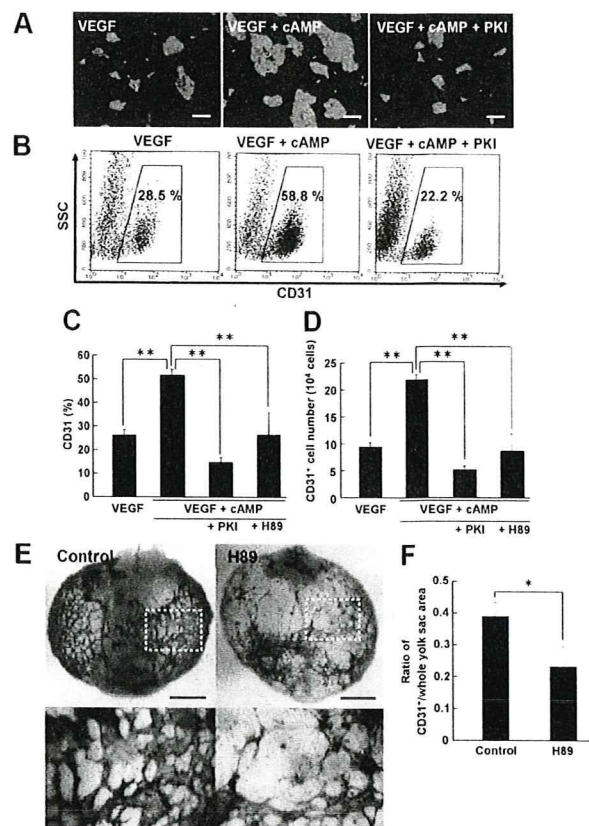 A
VEGF
VEGF + cAMP
VEGF + cAMP + PKI
B
VEGF
VEGF + cAMP
VEGF + cAMP + PKI
28.5 %
58.8 %
22.2 %
SSC
CD31
C
D
** ** **
** ** **
CD31 (%)
60
50
40
30
20
10
0
CD31⁺ cell number (10⁴ cells)
25
20
15
10
5
0
VEGF
VEGF + cAMP
+ PKI
+ H89
VEGF
VEGF + cAMP
+ PKI
+ H89
E
Control
H89
F
*
Ratio of
CD31⁺/whole yolk sac area
0.5
0.4
0.3
0.2
0.1
0
Control
H89